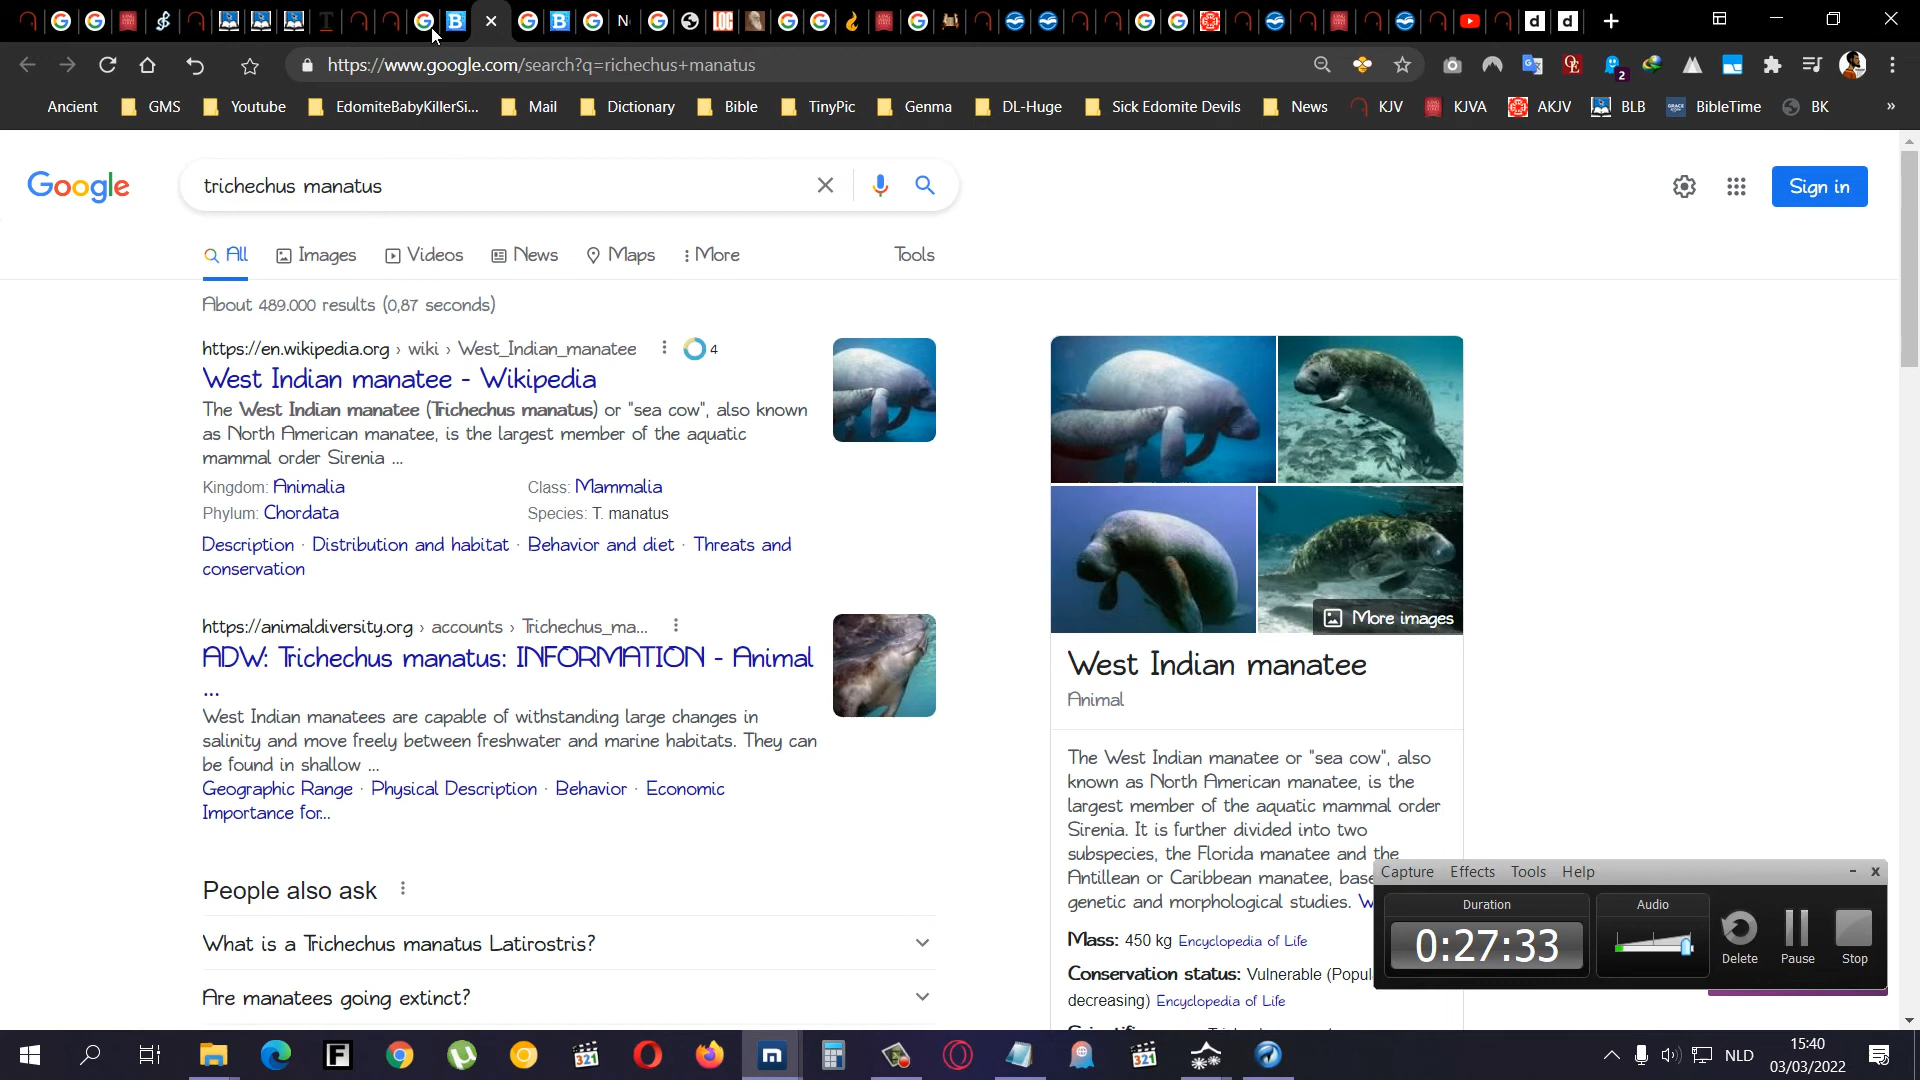 https://www.google.com/search?q=richechus+manatus
Ancient GMS Youtube EdomiteBabyKillerSi... Mail Dictionary Bible TinyPic Genma DL-Huge Sick Edomite Devils News KJV KJVA AKJV BLB BibleTime BK »
Google
trichechus manatus
Sign in
All Images Videos News Maps More Tools
About 489.000 results (0,87 seconds)
https://en.wikipedia.org › wiki › West_Indian_manatee 4
West Indian manatee - Wikipedia
The West Indian manatee (Trichechus manatus) or "sea cow", also known
as North American manatee, is the largest member of the aquatic
mammal order Sirenia ...
Kingdom: Animalia Class: Mammalia
Phylum: Chordata Species: T. manatus
Description · Distribution and habitat · Behavior and diet · Threats and
conservation
https://animaldiversity.org › accounts › Trichechus_ma...
ADW: Trichechus manatus: INFORMATION - Animal
...
West Indian manatees are capable of withstanding large changes in
salinity and move freely between freshwater and marine habitats. They can
be found in shallow ...
Geographic Range · Physical Description · Behavior · Economic
Importance for...
People also ask
What is a Trichechus manatus Latirostris?
Are manatees going extinct?
More images
West Indian manatee
Animal
The West Indian manatee or "sea cow", also
known as North American manatee, is the
largest member of the aquatic mammal order
Sirenia. It is further divided into two
subspecies, the Florida manatee and the
Antillean or Caribbean manatee, base
genetic and morphological studies. W
Mass: 450 kg Encyclopedia of Life
Conservation status: Vulnerable (Popul
decreasing) Encyclopedia of Life
Capture Effects Tools Help
Duration Audio
0:27:33
Delete Pause Stop
NLD
15:40
03/03/2022